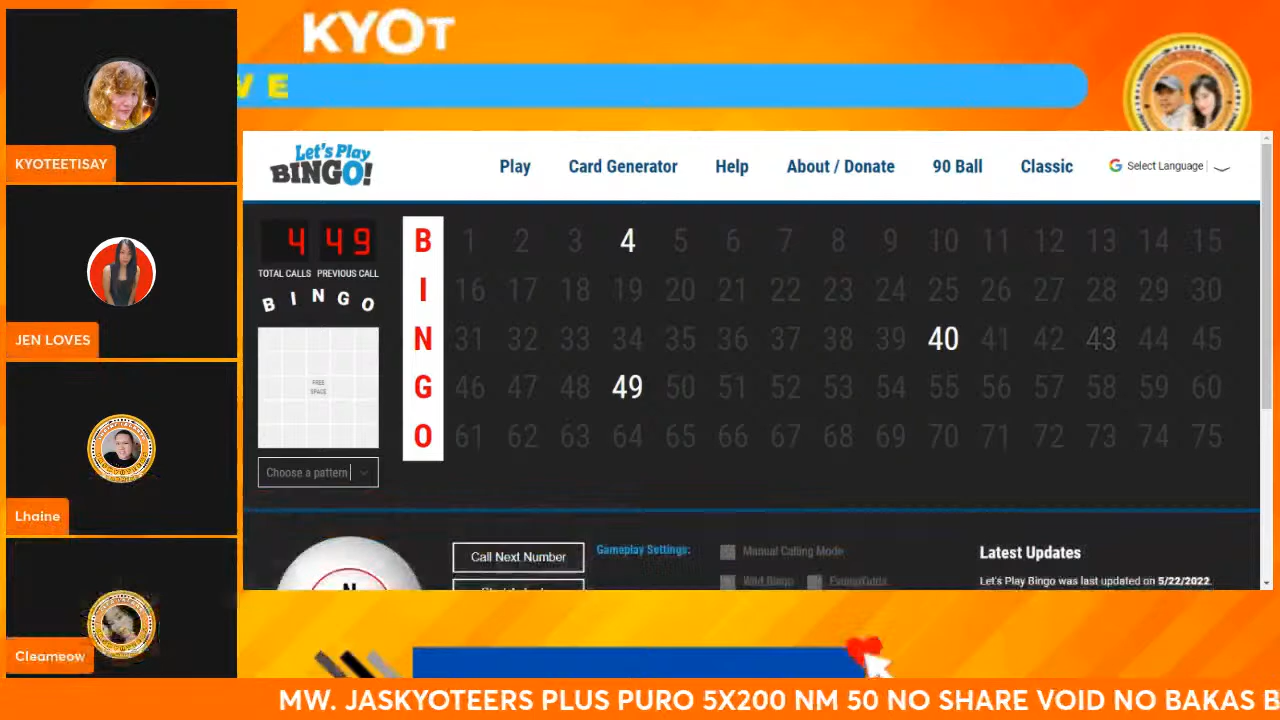 KYOT
VE
KYOTEETISAY
JEN LOVES
Lhaine
Cleameow
Let's Play
BINGO!
Play Card Generator Help About / Donate 90 Ball Classic Select Language
4 49
TOTAL CALLS PREVIOUS CALL
BINGO
FREE
SPACE
Choose a pattern
B 1 2 3 4 5 6 7 8 9 10 11 12 13 14 15
I 16 17 18 19 20 21 22 23 24 25 26 27 28 29 30
N 31 32 33 34 35 36 37 38 39 40 41 42 43 44 45
G 46 47 48 49 50 51 52 53 54 55 56 57 58 59 60
O 61 62 63 64 65 66 67 68 69 70 71 72 73 74 75
N
Call Next Number
Gameplay Settings:
Manual Calling Mode
Wild Bingo
Latest Updates
Let's Play Bingo was last updated on 5/22/2022.
MW. JASKYOTEERS PLUS PURO 5X200 NM 50 NO SHARE VOID NO BAKAS B